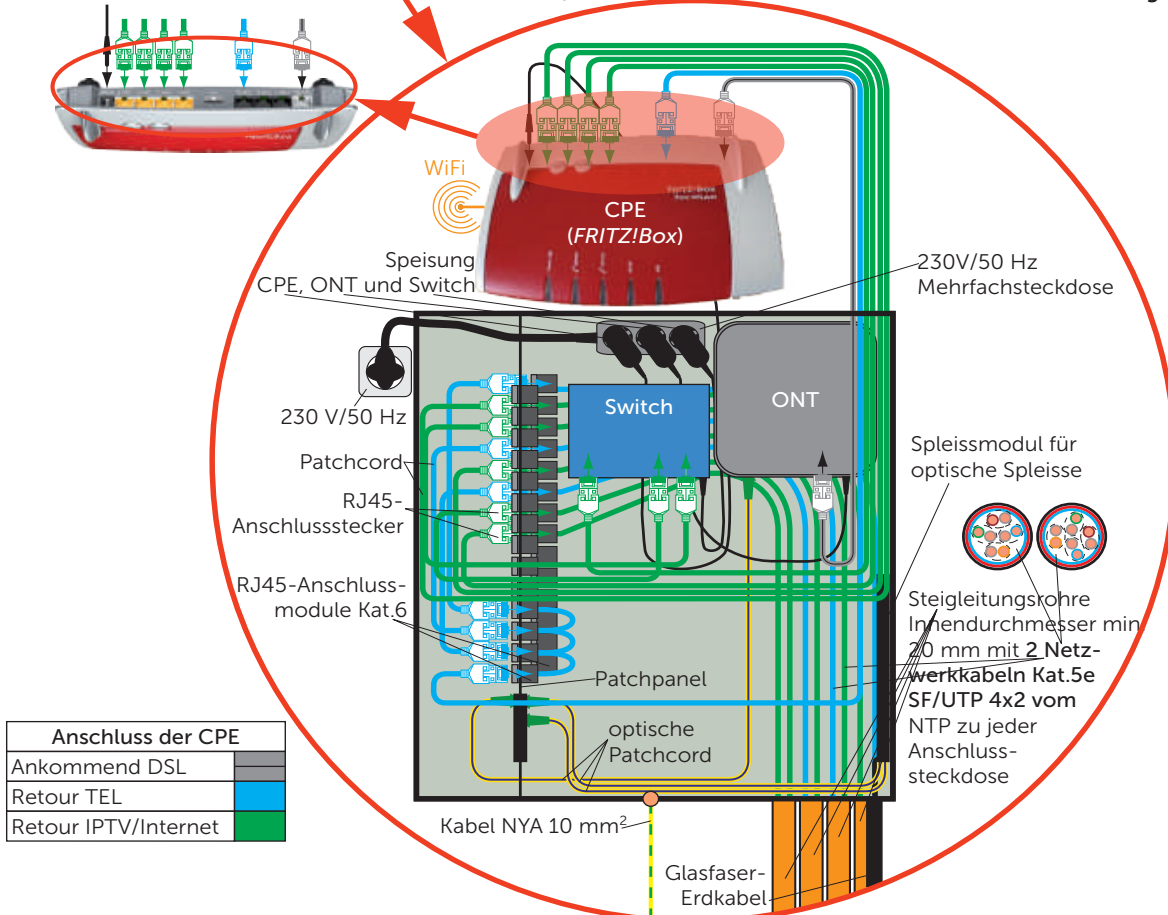 WiFi
CPE
(FRITZ!Box)
Speisung
CPE, ONT und Switch
230V/50 Hz
Mehrfachsteckdose
230 V/50 Hz
Switch
ONT
Patchcord
RJ45-
Anschlussstecker
RJ45-Anschluss-
module Kat.6
Spleissmodul für
optische Spleisse
Steigleitungsrohre
Innendurchmesser min
20 mm mit 2 Netz-
werkkabeln Kat.5e
SF/UTP 4x2 vom
NTP zu jeder
Anschluss-
steckdose
Patchpanel
optische
Patchcord
Anschluss der CPE
Ankommend DSL
Retour TEL
Retour IPTV/Internet
Kabel NYA 10 mm²
Glasfaser-
Erdkabel